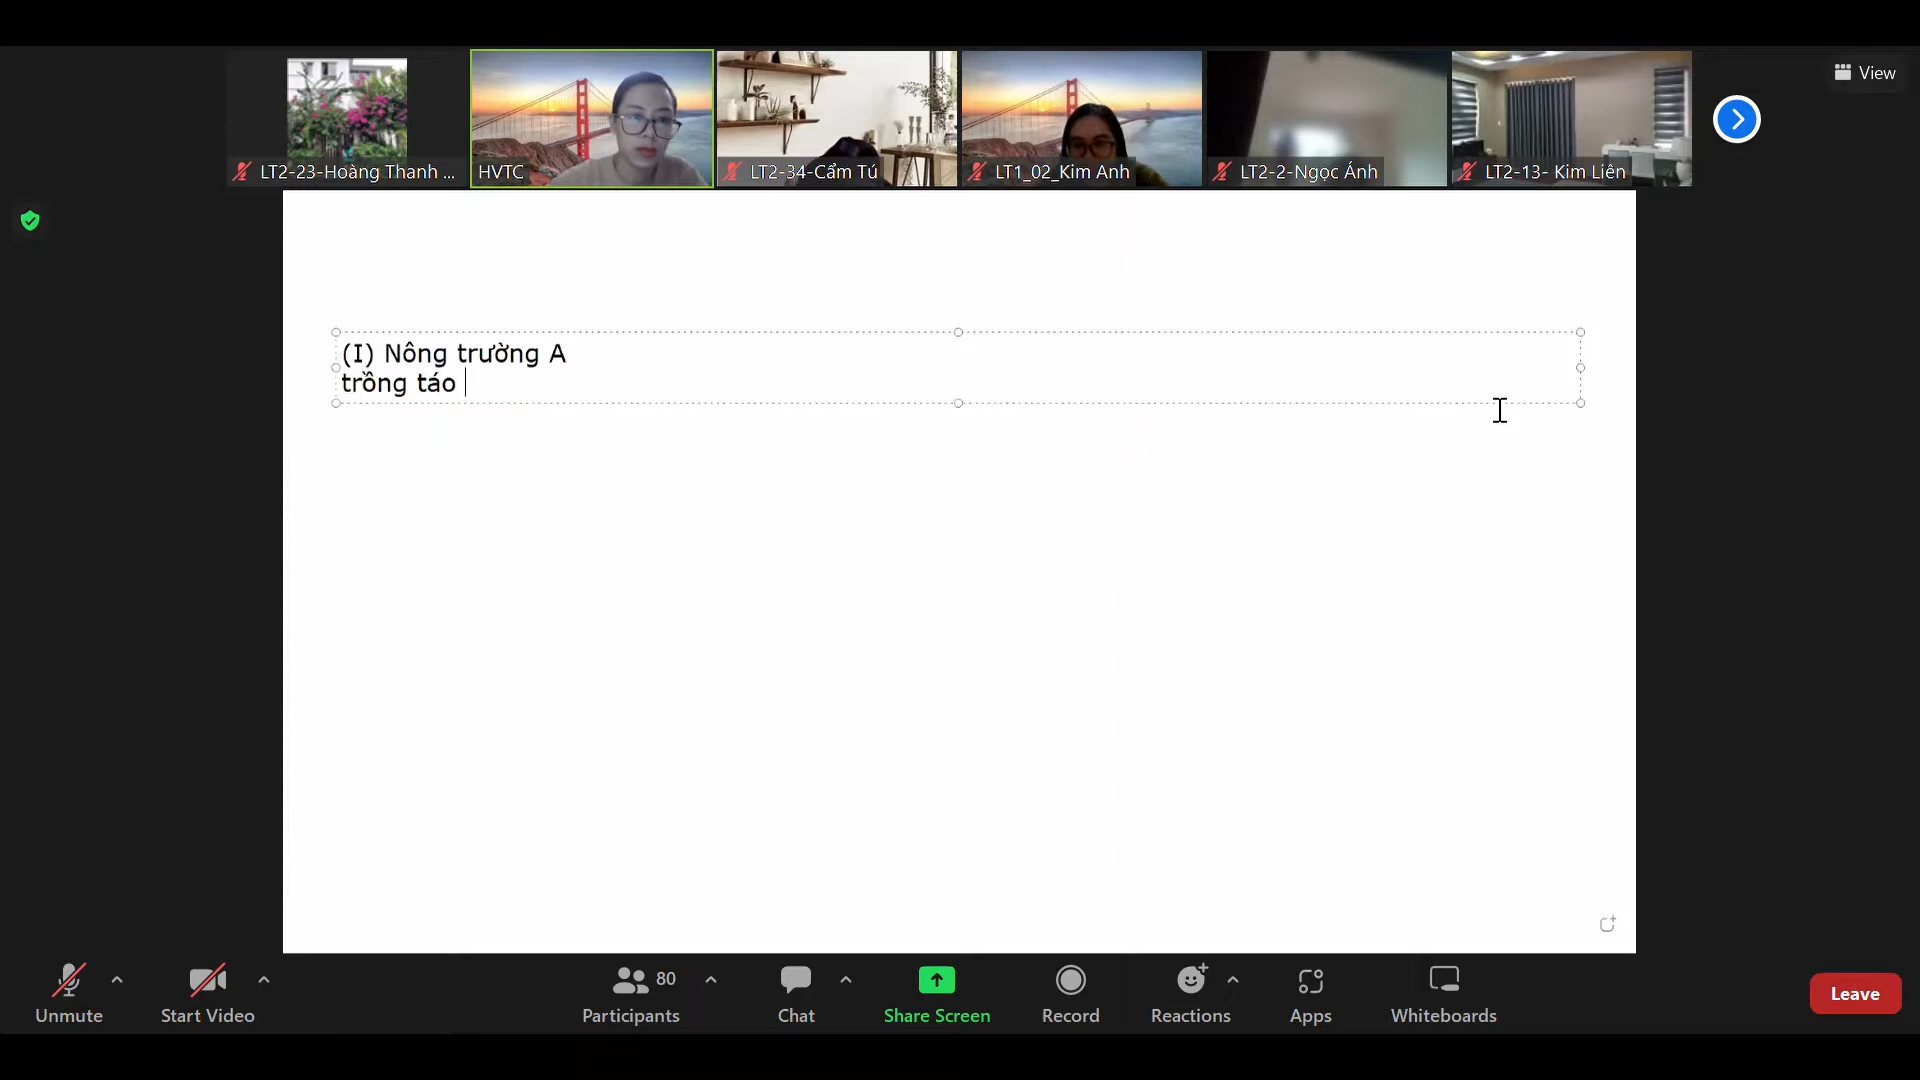 View
LT2-23-Hoàng Thanh ...
HVTC
LT2-34-Cẩm Tú
LT1_02_Kim Anh
LT2-2-Ngọc Ánh
LT2-13- Kim Liên
(I) Nông trường A
trồng táo
Unmute
Start Video
80
Participants
Chat
Share Screen
Record
Reactions
Apps
Whiteboards
Leave